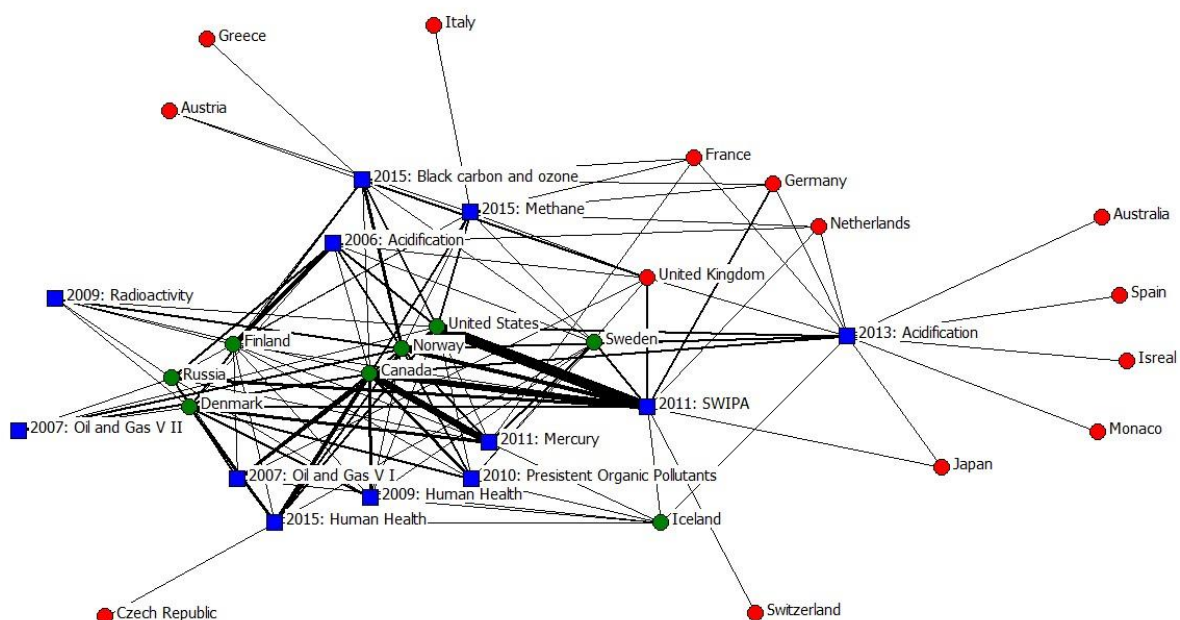 Italy
Greece
Austria
France
2015: Black carbon and ozone
Germany
2015: Methane
Australia
Netherlands
2006: Acidification
United Kingdom
Spain
2009: Radioactivity
United States
2013: Acidification
Finland
Norway
Sweden
Isreal
Canada
Russia
Denmark
2011: SWIPA
2007: Oil and Gas V II
Monaco
2011: Mercury
Japan
2007: Oil and Gas V I
2010: Presistent Organic Pollutants
2009: Human Health
2015: Human Health
Iceland
Czech Republic
Switzerland